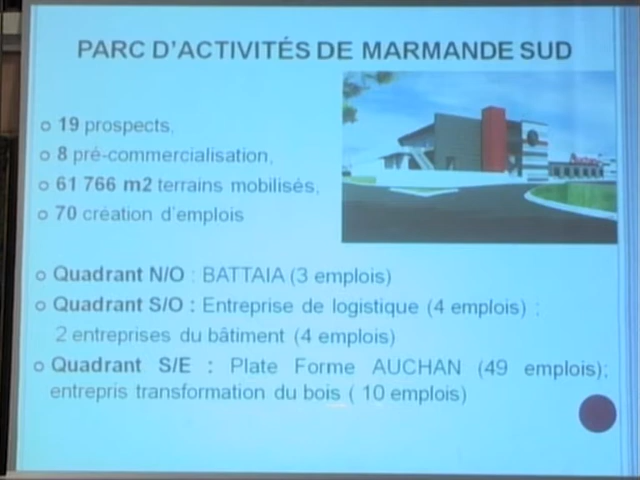 PARC D'ACTIVITÉS DE MARMANDE SUD
o 19 prospects,
o 8 pré-commercialisation,
o 61 766 m2 terrains mobilisés,
o 70 création d'emplois
o Quadrant N/O : BATTAIA (3 emplois)
o Quadrant S/O : Entreprise de logistique (4 emplois) ;
2 entreprises du bâtiment (4 emplois)
o Quadrant S/E : Plate Forme AUCHAN (49 emplois);
entrepris transformation du bois ( 10 emplois)